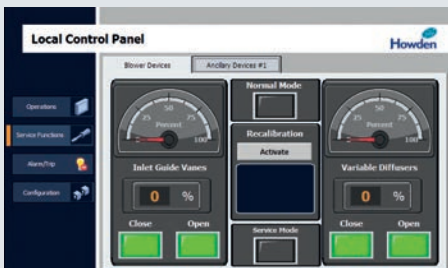 Local Control Panel
Howden
Blower Devices
Ancillary Devices #1
Operations
Service Functions
Alarm/Trip
Configuration
25
50
75
100
Percent
Inlet Guide Vanes
0 %
Close Open
Normal Mode
Recalibration
Activate
Service Mode
25
50
75
100
Percent
Variable Diffusers
0 %
Close Open